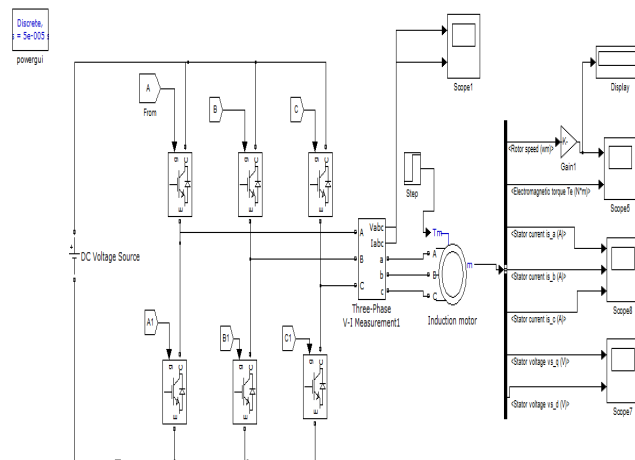 Discrete,
s = 5e-005 s
powergui
A
From
B
C
Scope1
Display
<Rotor speed (wm)>
K-
Gain1
<Electromagnetic torque Te (N*m)>
Scope5
Step
Tm
DC Voltage Source
A
B
C
Vabc
Iabc
a
b
c
A
B
C
m
Three-Phase
V-I Measurement1
Induction motor
<Stator current is_a (A)>
<Stator current is_b (A)>
<Stator current is_c (A)>
Scope8
<Stator voltage vs_q (V)>
<Stator voltage vs_d (V)>
Scope7
A1
B1
C1
g
C
E
g
C
E
g
C
E
g
C
E
g
C
E
g
C
E